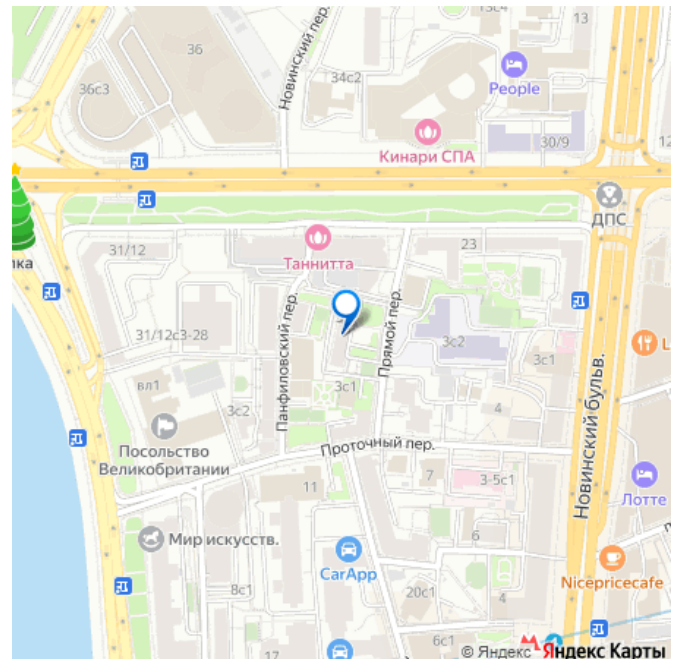 13с4
13
36
36с3
Новинский пер.
34с2
People
Кинари СПА
30/9
12
ДПС
лка
31/12
Таннитта
23
31/12с3-28
Панфиловский пер.
Прямой пер.
3с2
3с1
L
вл1
3с2
3с1
4
Посольство
Великобритании
Проточный пер.
Новинский бульв.
11
7
3-5с1
Лотте
Мир искусств.
6
CarApp
Nicepricecafe
8с1
20с1
4
17
6с1
© Яндекс Яндекс Карты